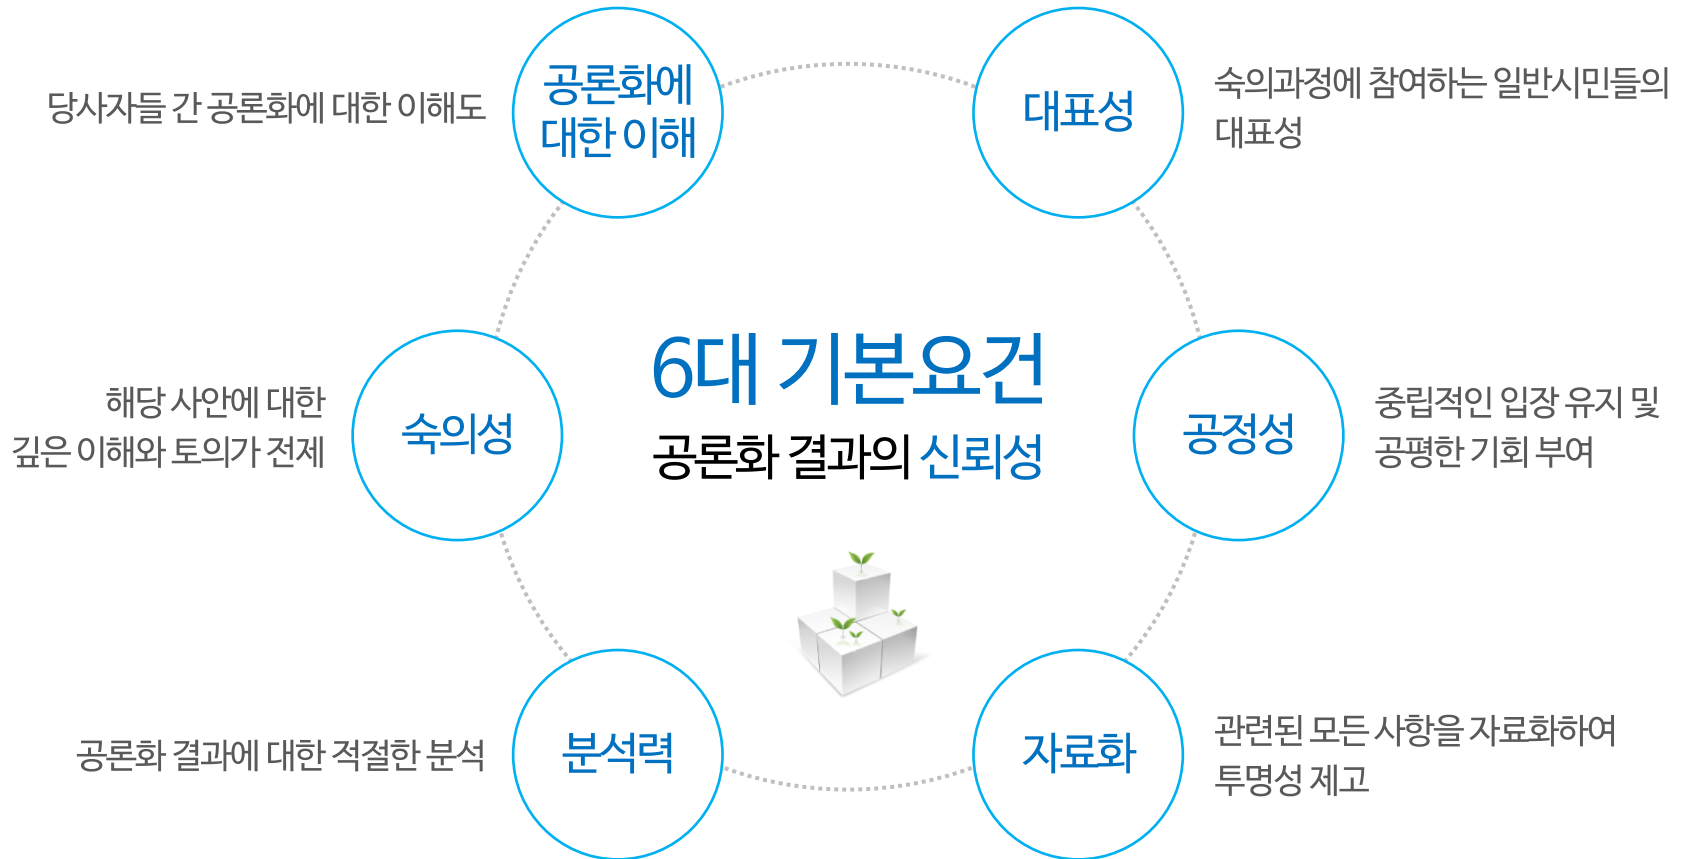 공론화에
대한 이해
당사자들 간 공론화에 대한 이해도
대표성
숙의과정에 참여하는 일반시민들의
대표성
6대 기본요건
공론화 결과의 신뢰성
숙의성
해당 사안에 대한
깊은 이해와 토의가 전제
공정성
중립적인 입장 유지 및
공평한 기회 부여
분석력
공론화 결과에 대한 적절한 분석
자료화
관련된 모든 사항을 자료화하여
투명성 제고